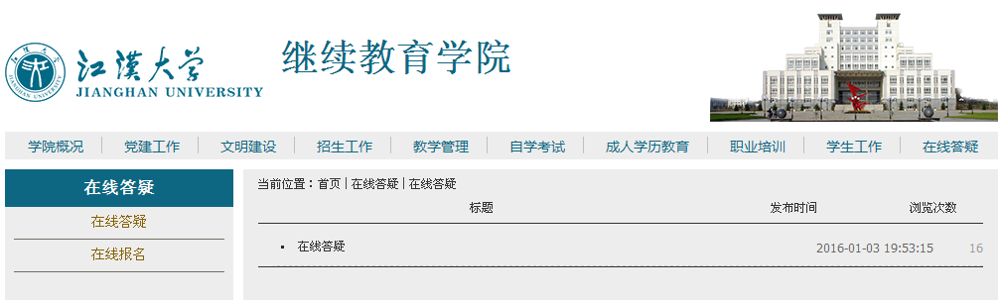 江漢大学
JIANGHAN UNIVERSITY
继续教育学院
学院概况 党建工作 文明建设 招生工作 教学管理 自学考试 成人学历教育 职业培训 学生工作 在线答疑
在线答疑
在线答疑
在线报名
当前位置：首页 | 在线答疑 | 在线答疑
标题 发布时间 浏览次数
在线答疑 2016-01-03 19:53:15 16